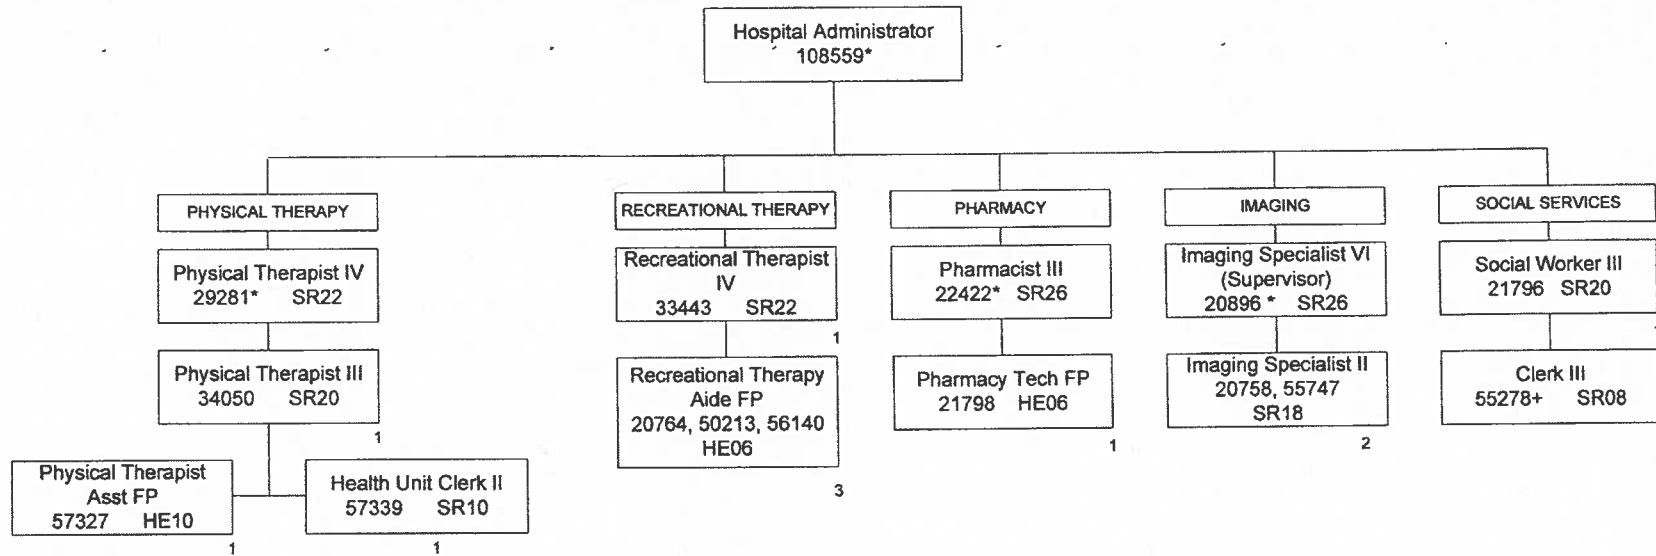 Hospital Administrator
108559*
PHYSICAL THERAPY
RECREATIONAL THERAPY
PHARMACY
IMAGING
SOCIAL SERVICES
Physical Therapist IV
29281* SR22
Recreational Therapist
IV
33443 SR22
1
Pharmacist III
22422* SR26
Imaging Specialist VI
(Supervisor)
20896 * SR26
Social Worker III
21796 SR20
Physical Therapist III
34050 SR20
1
Recreational Therapy
Aide FP
20764, 50213, 56140
HE06
3
Pharmacy Tech FP
21798 HE06
1
Imaging Specialist II
20758, 55747
SR18
2
Clerk III
55278+ SR08
Physical Therapist
Asst FP
57327 HE10
1
Health Unit Clerk II
57339 SR10
1